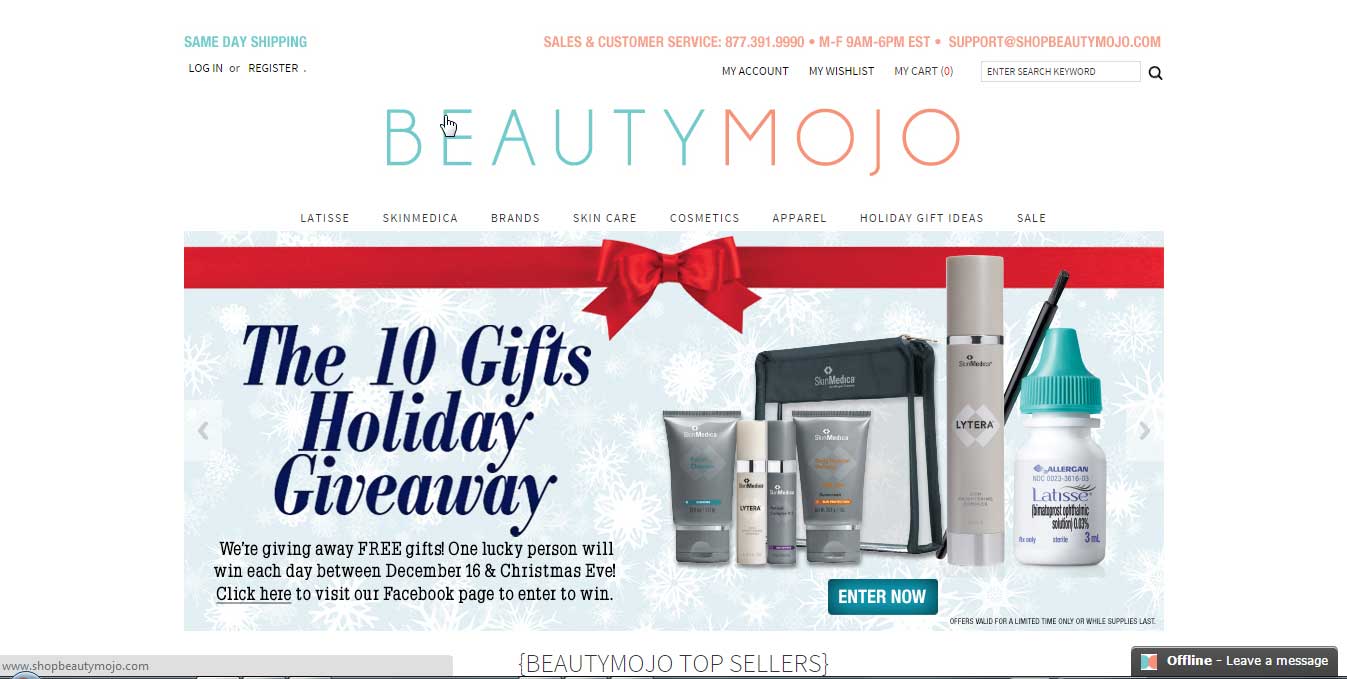 SAME DAY SHIPPING
SALES & CUSTOMER SERVICE: 877.391.9990 • M-F 9AM-6PM EST • SUPPORT@SHOPBEAUTYMOJO.COM
LOG IN or REGISTER .
MY ACCOUNT MY WISHLIST MY CART (0) ENTER SEARCH KEYWORD
BEAUTYMOJO
LATISSE SKINMEDICA BRANDS SKIN CARE COSMETICS APPAREL HOLIDAY GIFT IDEAS SALE
The 10 Gifts
Holiday
Giveaway
We're giving away FREE gifts! One lucky person will
win each day between December 16 & Christmas Eve!
Click here to visit our Facebook page to enter to win.
SkinMedica
SkinMedica
SkinMedica
LYTERA
SkinMedica
SkinMedica
SkinMedica
LYTERA
ALLERGAN
NDC 0023-3616-03
Latisse
(bimatoprost ophthalmic
solution) 0.03%
Rx only sterile 3 mL
ENTER NOW
OFFERS VALID FOR A LIMITED TIME ONLY OR WHILE SUPPLIES LAST.
{BEAUTYMOJO TOP SELLERS}
www.shopbeautymojo.com
Offline - Leave a message